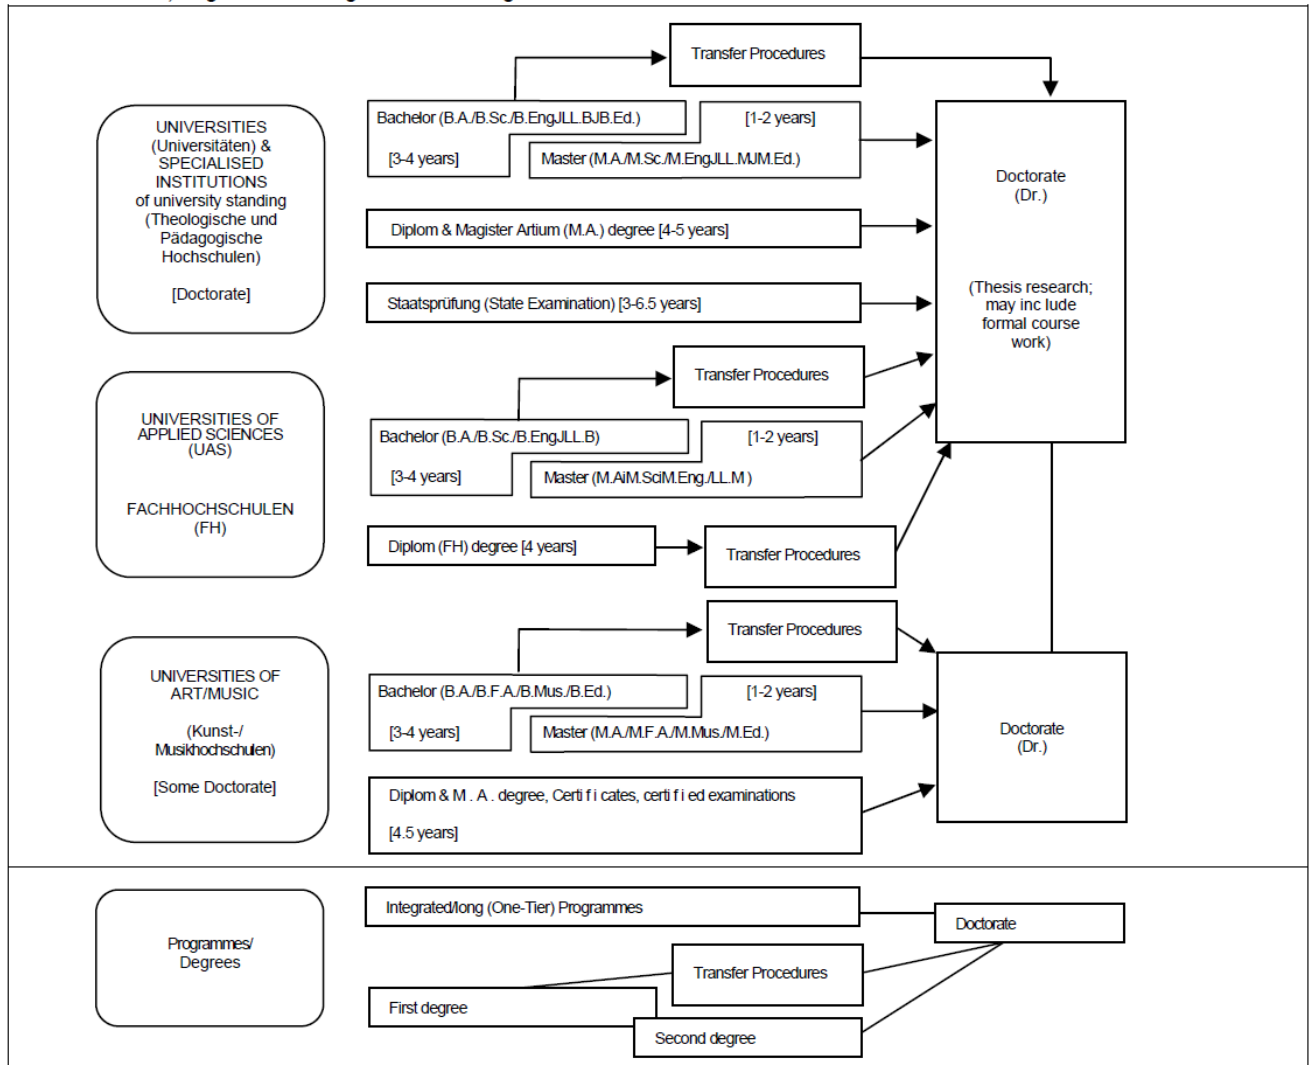 Transfer Procedures
UNIVERSITIES
(Universitäten) &
SPECIALISED
INSTITUTIONS
of university standing
(Theologische und
Pädagogische
Hochschulen)
[Doctorate]
Bachelor (B.A./B.Sc./B.EngJLL.BJB.Ed.)
[1-2 years]
[3-4 years]
Master (M.A./M.Sc./M.EngJLL.MJM.Ed.)
Diplom & Magister Artium (M.A.) degree [4-5 years]
Staatsprüfung (State Examination) [3-6.5 years]
Doctorate
(Dr.)
(Thesis research;
may inc lude
formal course
work)
UNIVERSITIES OF
APPLIED SCIENCES
(UAS)
FACHHOCHSCHULEN
(FH)
Transfer Procedures
Bachelor (B.A./B.Sc./B.EngJLL.B)
[1-2 years]
[3-4 years]
Master (M.AiM.SciM.Eng./LL.M )
Diplom (FH) degree [4 years]
Transfer Procedures
UNIVERSITIES OF
ART/MUSIC
(Kunst-/
Musikhochschulen)
[Some Doctorate]
Transfer Procedures
Bachelor (B.A./B.F.A./B.Mus./B.Ed.)
[1-2 years]
[3-4 years]
Master (M.A./M.F.A./M.Mus./M.Ed.)
Diplom & M . A . degree, Certi f i cates, certi f i ed examinations
[4.5 years]
Doctorate
(Dr.)
Programmes/
Degrees
Integrated/long (One-Tier) Programmes
Doctorate
Transfer Procedures
First degree
Second degree